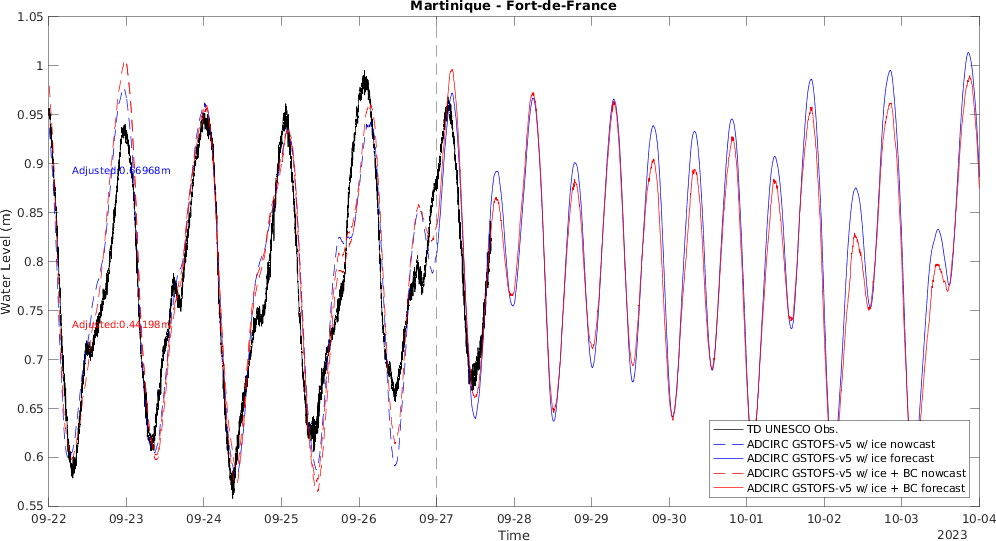 Martinique - Fort-de-France
1.05
1
0.95
0.9
0.85
0.8
0.75
0.7
0.65
0.6
0.55
Water Level (m)
Adjusted:0.66968m
Adjusted:0.44198m
TD UNESCO Obs.
ADCIRC GSTOFS-v5 w/ ice nowcast
ADCIRC GSTOFS-v5 w/ ice forecast
ADCIRC GSTOFS-v5 w/ ice + BC nowcast
ADCIRC GSTOFS-v5 w/ ice + BC forecast
09-22 09-23 09-24 09-25 09-26 09-27 09-28 09-29 09-30 10-01 10-02 10-03 10-04
Time
2023